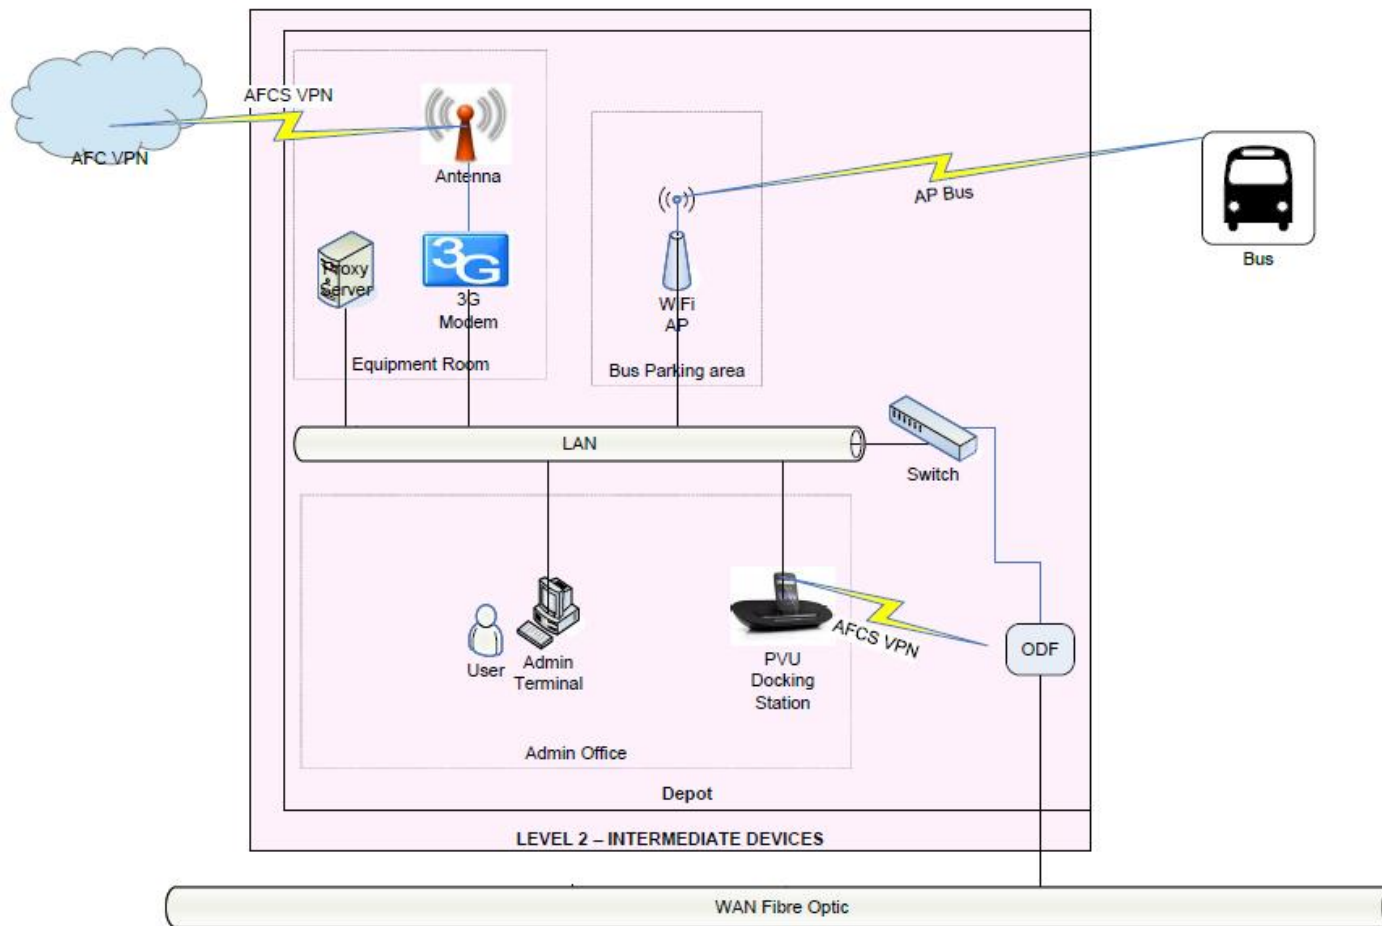 AFCS VPN
AFC VPN
Antenna
AP Bus
Bus
Proxy
Server
3G
3G
Modem
WiFi
AP
Equipment Room
Bus Parking area
LAN
Switch
User
Admin
Terminal
PVU
Docking
Station
AFCS VPN
ODF
Admin Office
Depot
LEVEL 2 – INTERMEDIATE DEVICES
WAN Fibre Optic